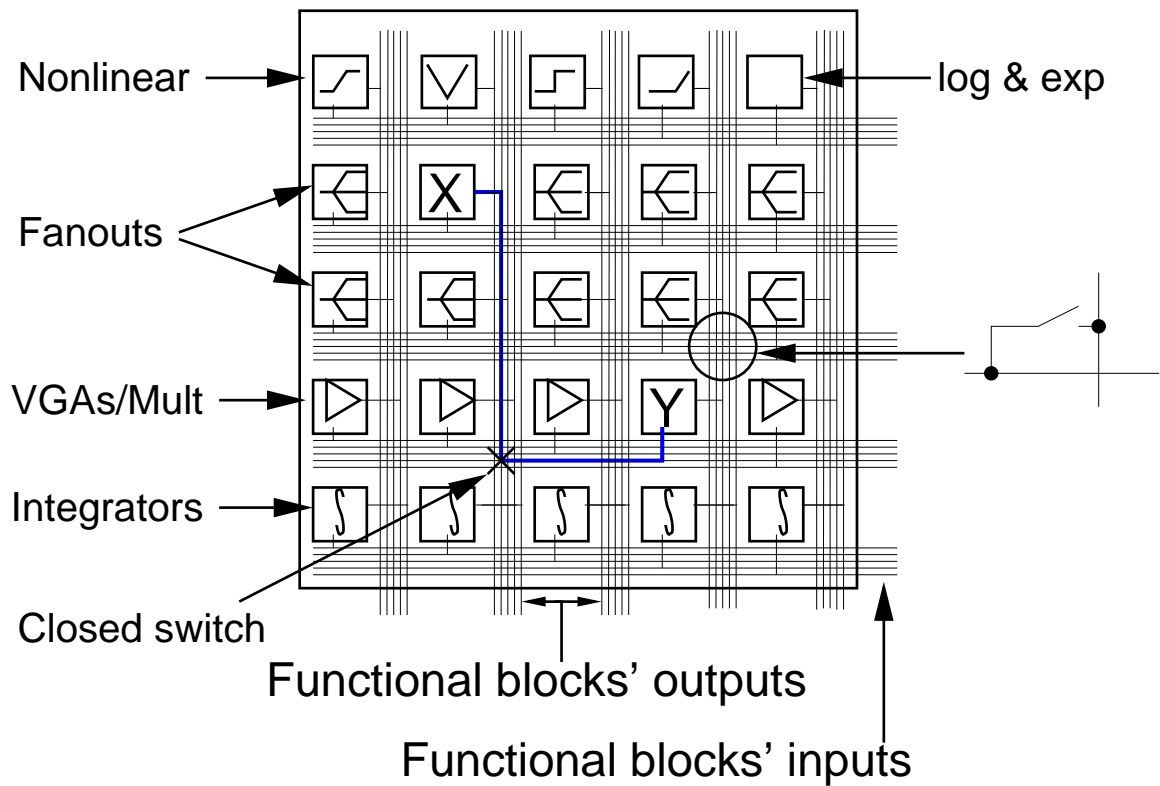 Nonlinear
log & exp
X
Fanouts
VGAs/Mult
Y
Integrators
Closed switch
Functional blocks’ outputs
Functional blocks’ inputs